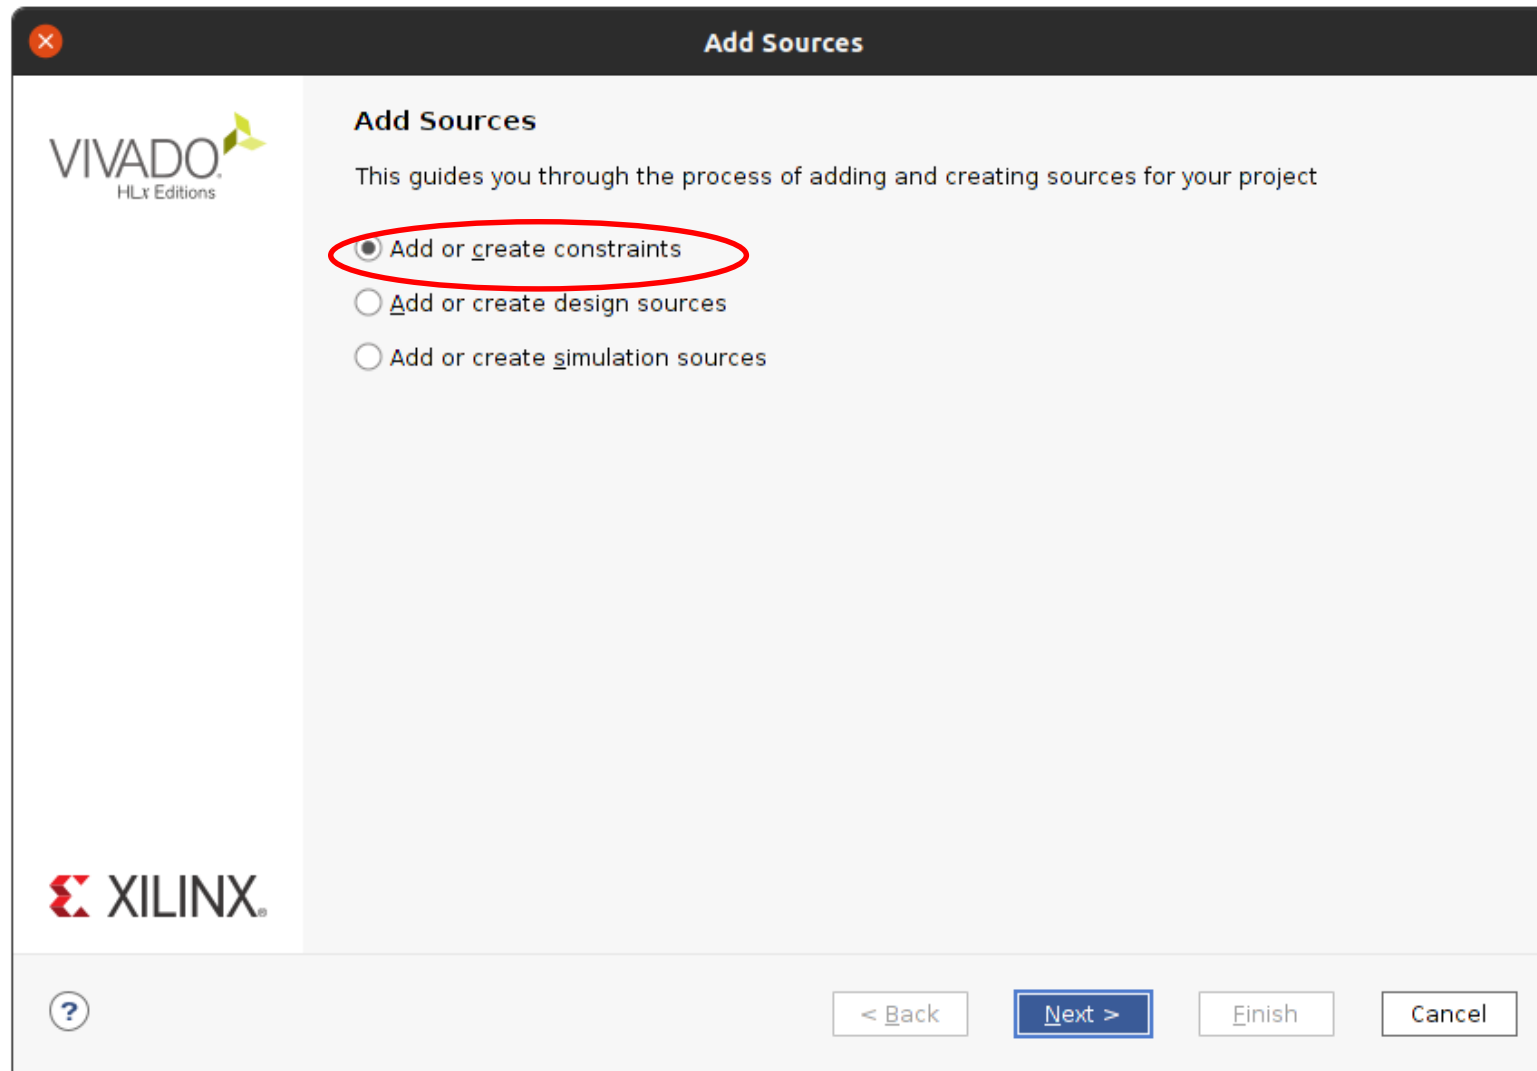 Add Sources
VIVADO.
HLx Editions
Add Sources
This guides you through the process of adding and creating sources for your project
Add or create constraints
Add or create design sources
Add or create simulation sources
XILINX®
?
< Back
Next >
Finish
Cancel